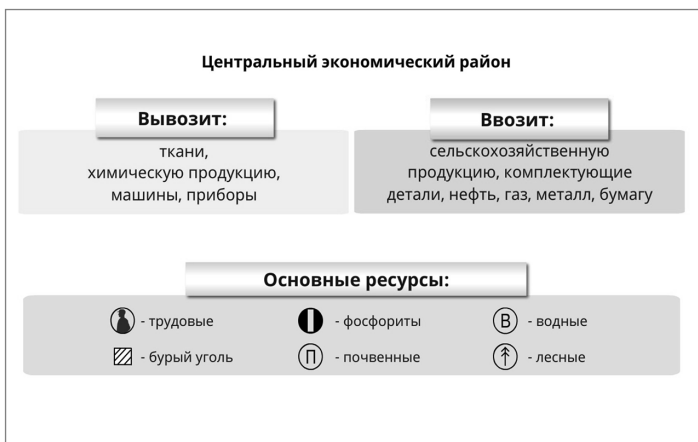 Центральный экономический район
Вывозит:
ткани,
химическую продукцию,
машины, приборы
Ввозит:
сельскохозяйственную
продукцию, комплектующие
детали, нефть, газ, металл, бумагу
Основные ресурсы:
- трудовые
- фосфориты
В - водные
- бурый уголь
П - почвенные
- лесные